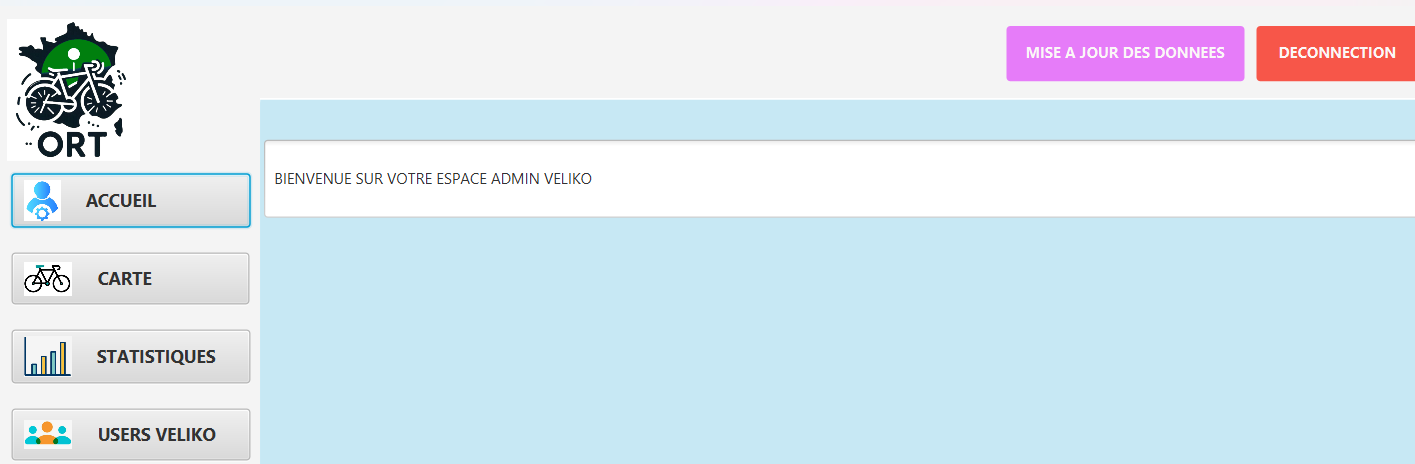 ORT
MISE A JOUR DES DONNEES
DECONNECTION
ACCUEIL
BIENVENUE SUR VOTRE ESPACE ADMIN VELIKO
CARTE
STATISTIQUES
USERS VELIKO